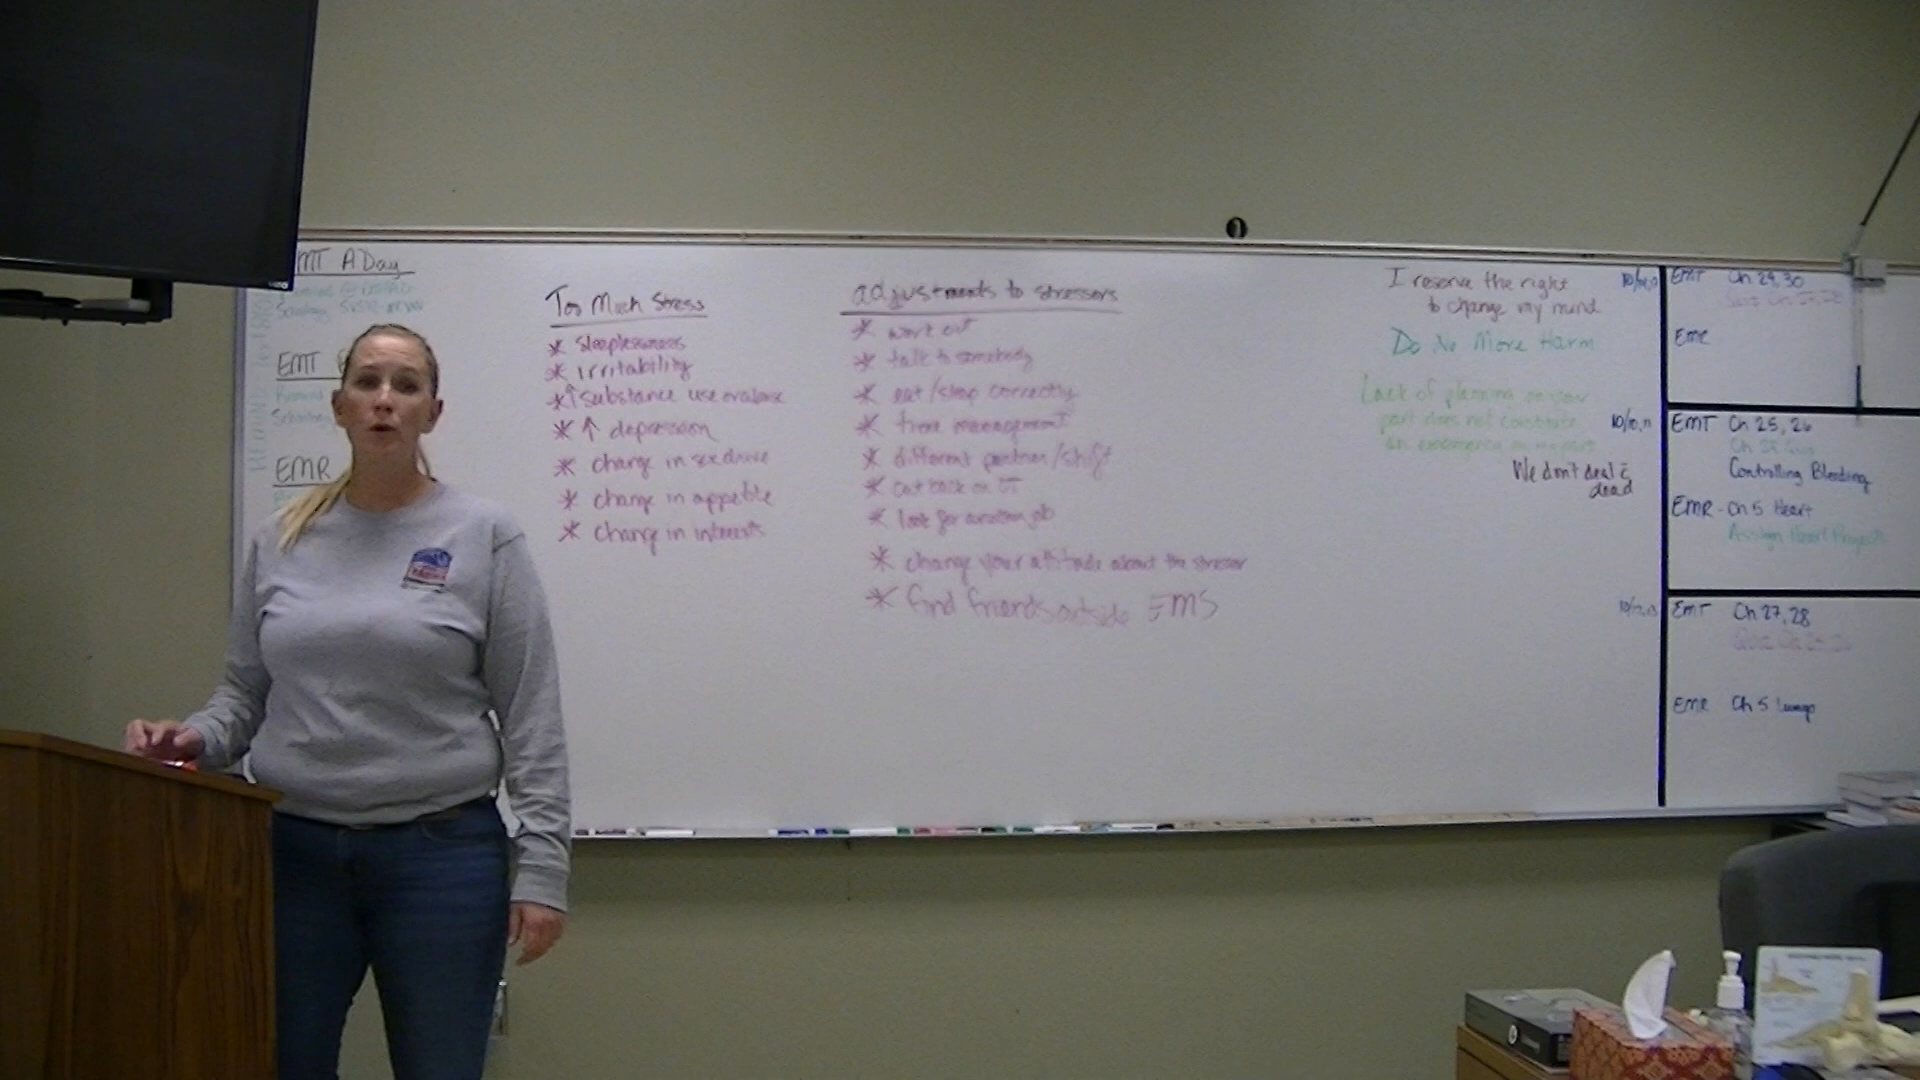 EMT A Day
EMT
EMR
Too Much Stress
* sleeplessness
* irritability
* ↑ substance use or abuse
* ↑ depression
* change in sex drive
* change in appetite
* change in interests
adjustments to stressors
* work out
* talk to somebody
* eat/sleep correctly
* time management
* different partner/shift
* cut back on OT
* look for another job
* change your attitude about the stressor
* find friends outside EMS
I reserve the right
to change my mind
Do No More Harm
Lack of planning on your
part does not constitute
an emergency on my part
We don't deal c̄
dead
EMT Ch 29, 30
EMR
EMT Ch 25, 26
Controlling Bleeding
EMR - Ch 5 Heart
Assign Heart Projects
EMT Ch 27, 28
EMR Ch 5 Lungs